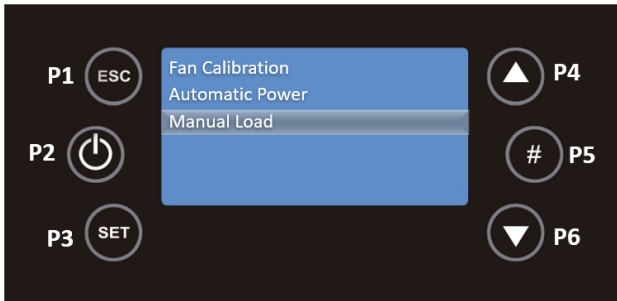 P1 ESC
P2
P3 SET
Fan Calibration
Automatic Power
Manual Load
P4
# P5
P6